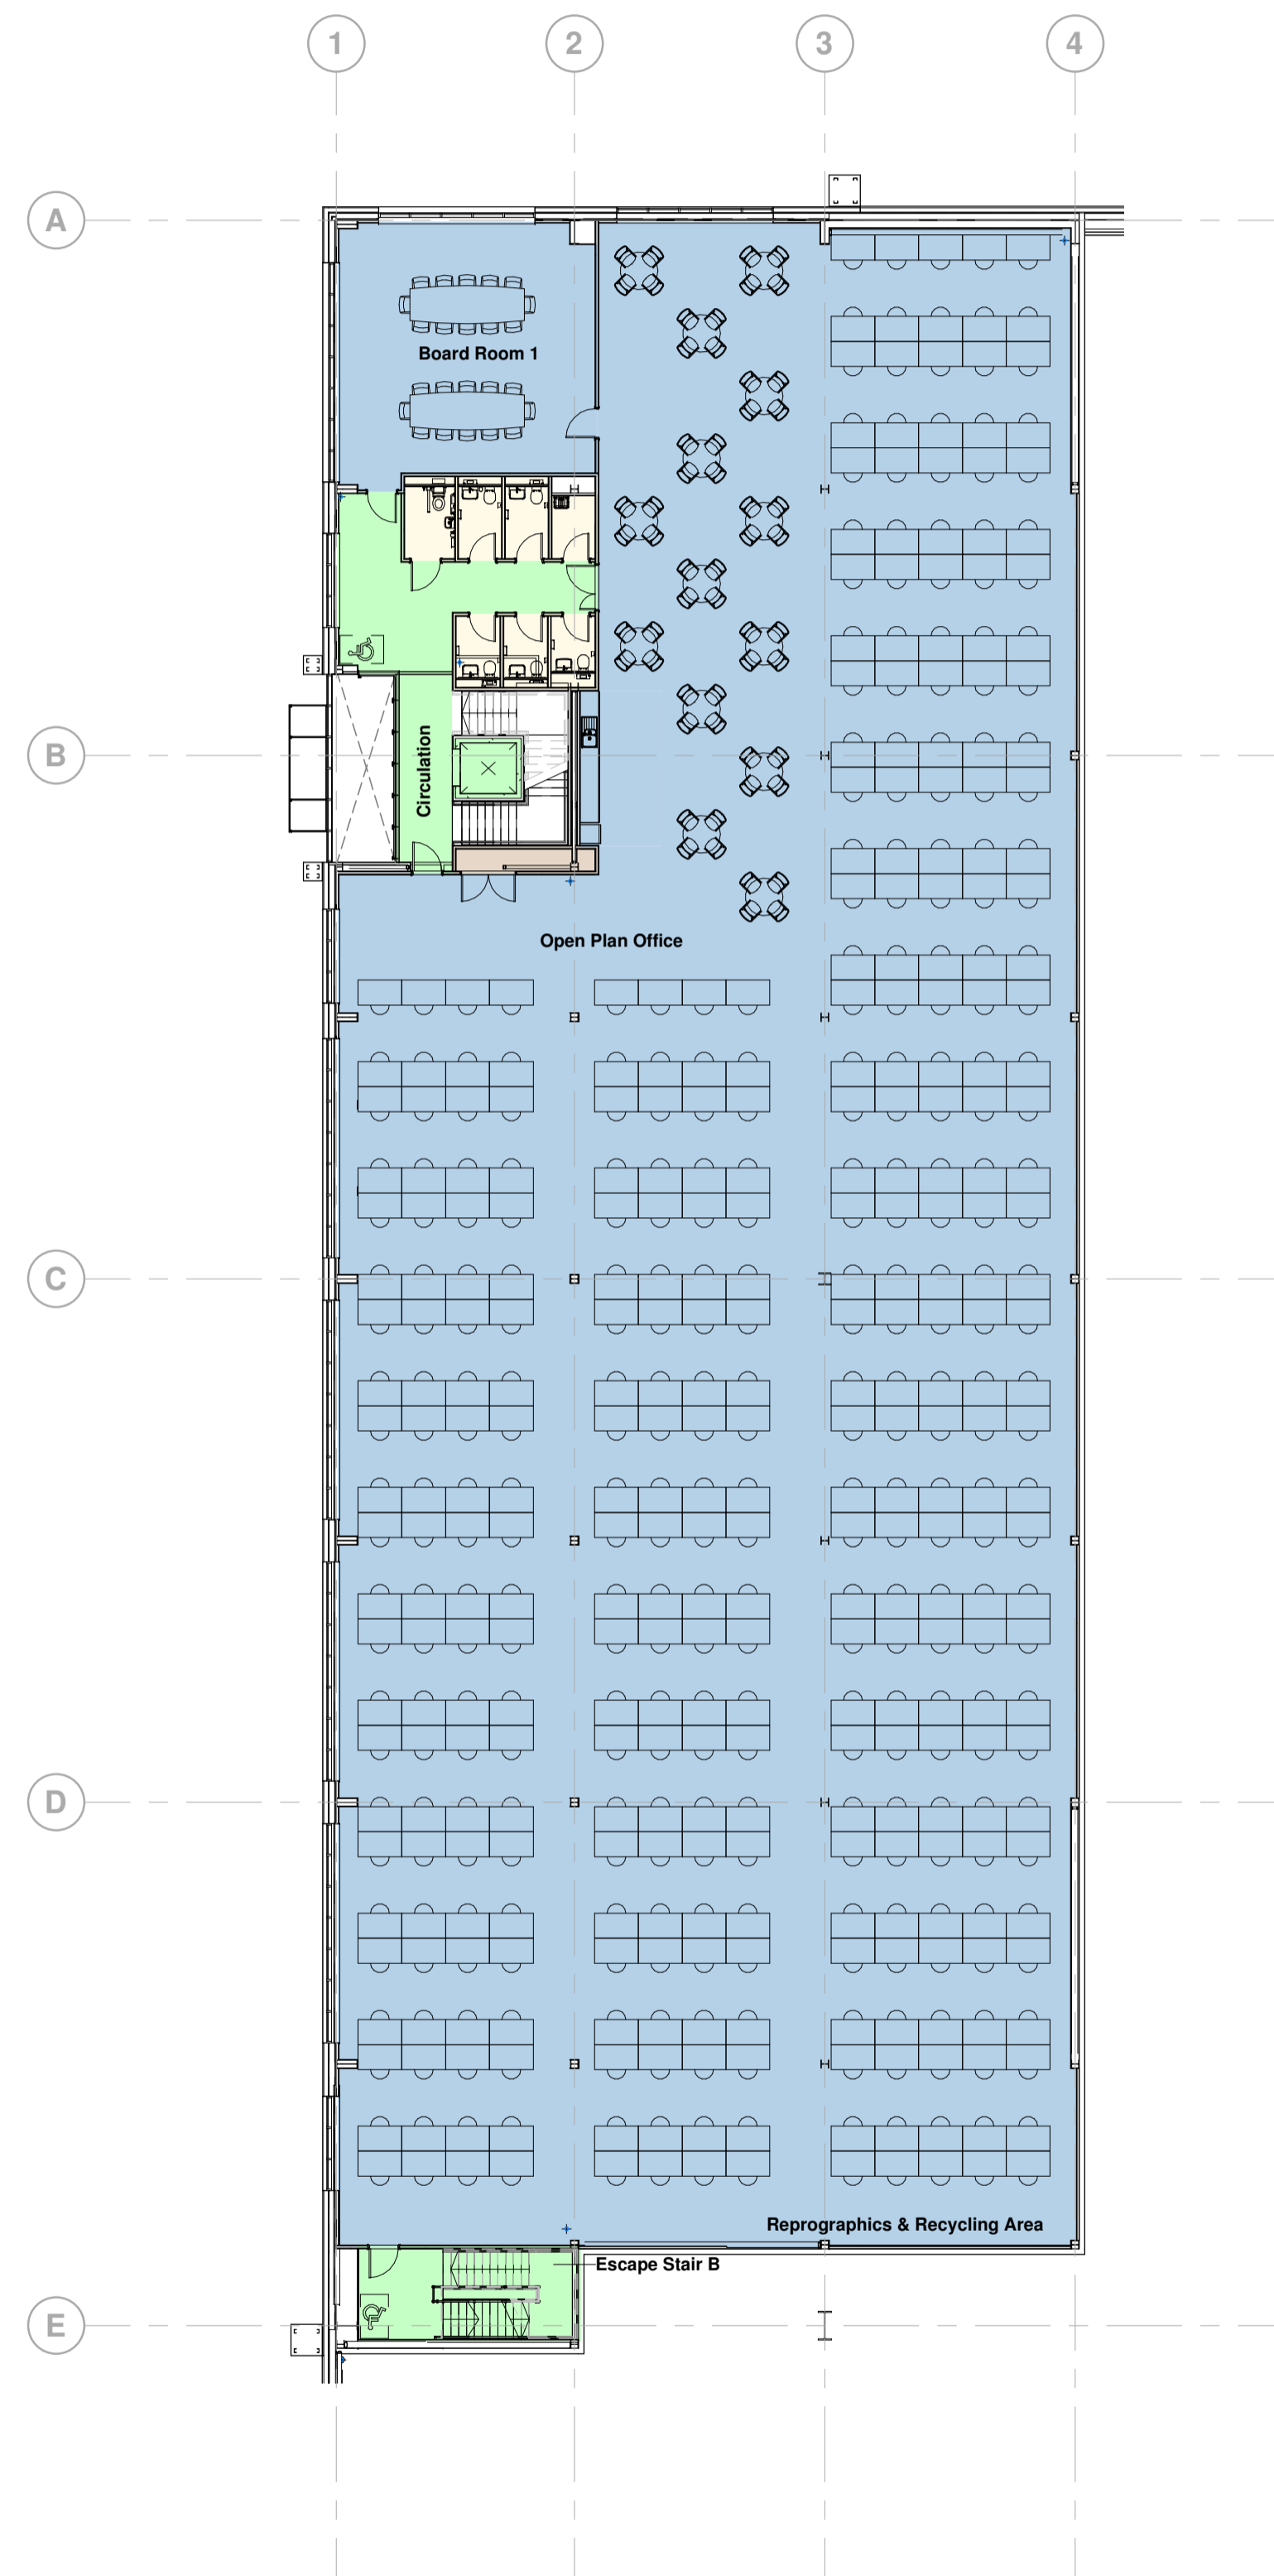 1
2
3
4
A
Board Room 1
Circulation
B
Open Plan Office
C
D
Reprographics & Recycling Area
Escape Stair B
E